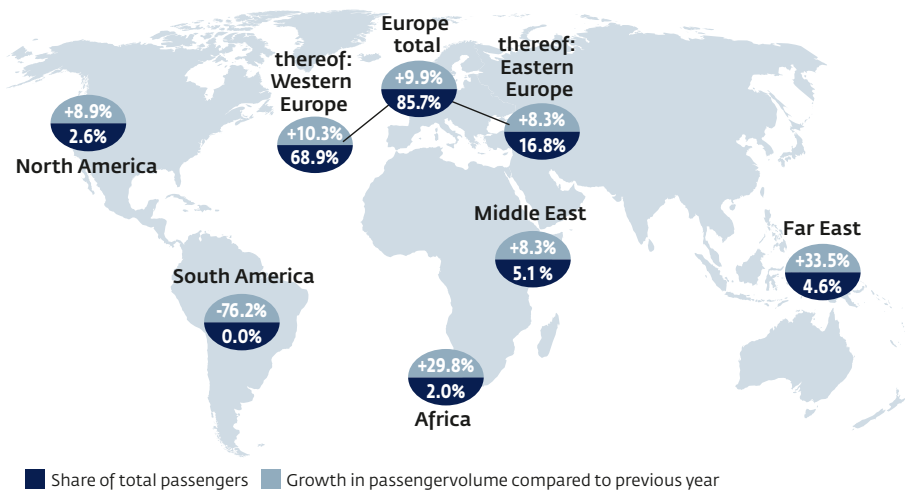 Europe
total
+9.9%
85.7%
thereof:
Western
Europe
+10.3%
68.9%
thereof:
Eastern
Europe
+8.3%
16.8%
+8.9%
2.6%
North America
Middle East
+8.3%
5.1 %
Far East
+33.5%
4.6%
South America
-76.2%
0.0%
+29.8%
2.0%
Africa
Share of total passengers
Growth in passengervolume compared to previous year